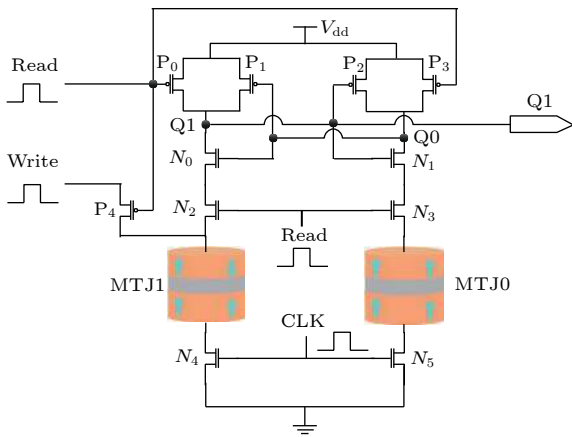 V_dd
P_0 P_1 P_2 P_3
Read
Q1
Q1 Q0
Write
N_0 N_1
P_4 N_2 N_3
Read
MTJ1 MTJ0
CLK
N_4 N_5